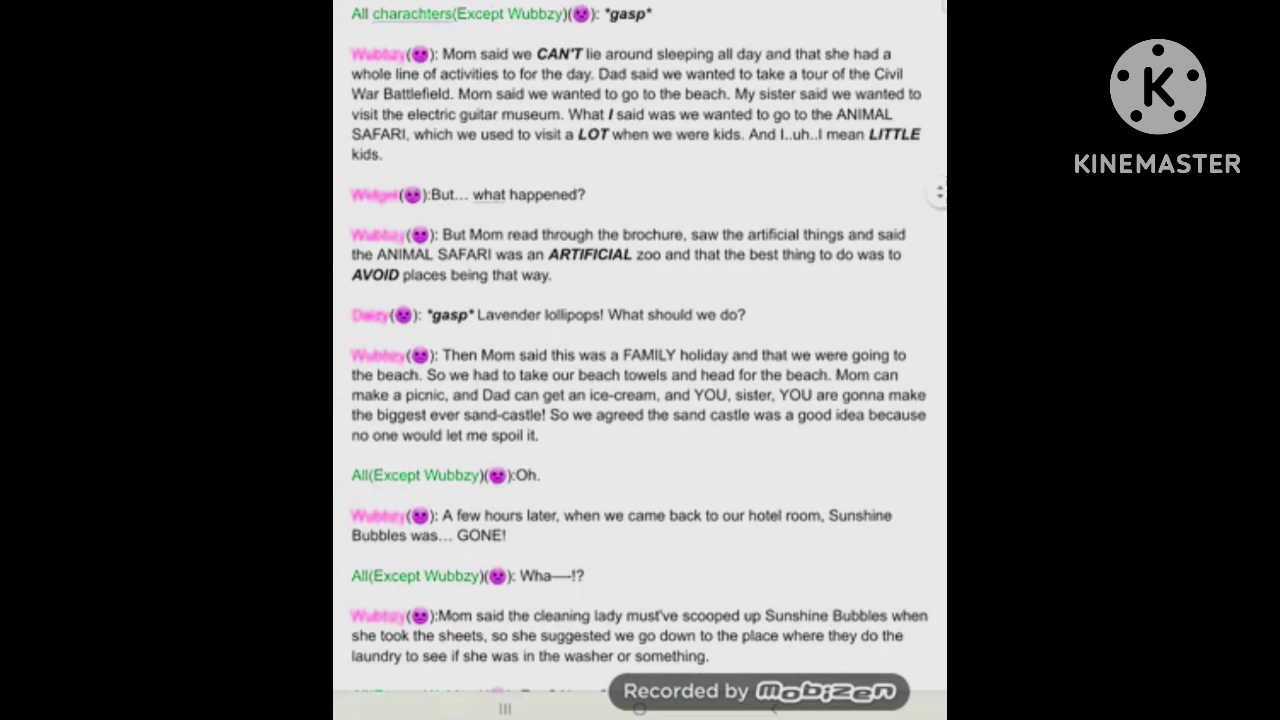 All charachters(Except Wubbzy)(😈): *gasp*
Wubbzy(😈): Mom said we CAN'T lie around sleeping all day and that she had a
whole line of activities to for the day. Dad said we wanted to take a tour of the Civil
War Battlefield. Mom said we wanted to go to the beach. My sister said we wanted to
visit the electric guitar museum. What I said was we wanted to go to the ANIMAL
SAFARI, which we used to visit a LOT when we were kids. And I..uh..I mean LITTLE
kids.
Widget(😈):But... what happened?
Wubbzy(😈): But Mom read through the brochure, saw the artificial things and said
the ANIMAL SAFARI was an ARTIFICIAL zoo and that the best thing to do was to
AVOID places being that way.
Daizy(😈): *gasp* Lavender lollipops! What should we do?
Wubbzy(😈): Then Mom said this was a FAMILY holiday and that we were going to
the beach. So we had to take our beach towels and head for the beach. Mom can
make a picnic, and Dad can get an ice-cream, and YOU, sister, YOU are gonna make
the biggest ever sand-castle! So we agreed the sand castle was a good idea because
no one would let me spoil it.
All(Except Wubbzy)(😈):Oh.
Wubbzy(😈): A few hours later, when we came back to our hotel room, Sunshine
Bubbles was... GONE!
All(Except Wubbzy)(😈): Wha—-!?
Wubbzy(😈):Mom said the cleaning lady must've scooped up Sunshine Bubbles when
she took the sheets, so she suggested we go down to the place where they do the
laundry to see if she was in the washer or something.
Recorded by Mobizen
K
KINEMASTER